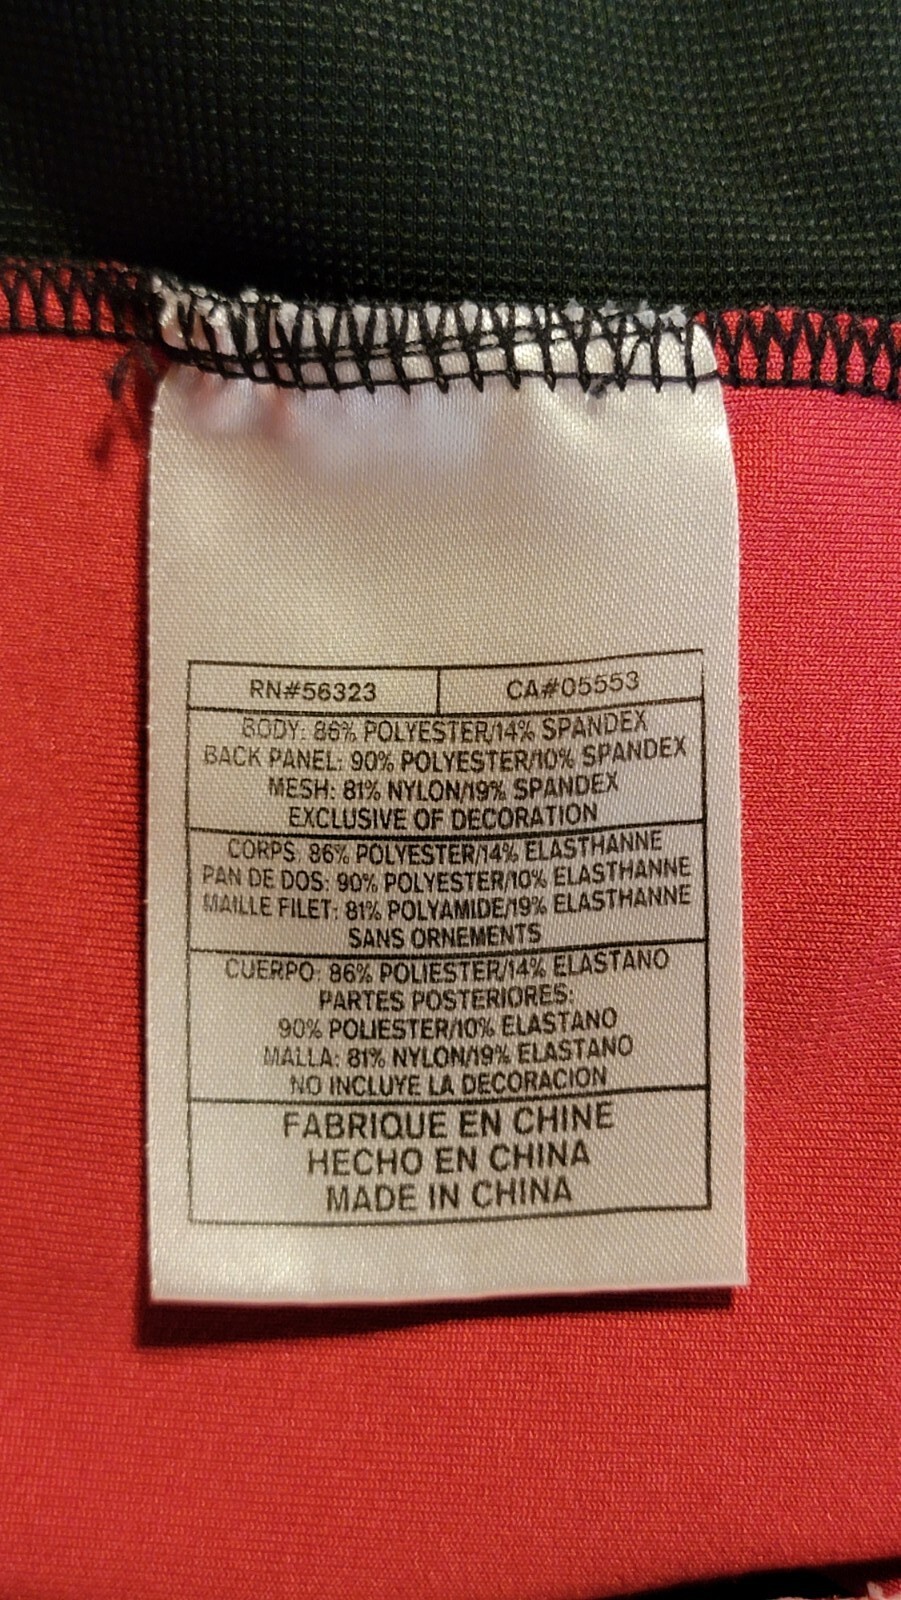 RN#56323 CA#05553
BODY: 86% POLYESTER/14% SPANDEX
BACK PANEL: 90% POLYESTER/10% SPANDEX
MESH: 81% NYLON/19% SPANDEX
EXCLUSIVE OF DECORATION
CORPS: 86% POLYESTER/14% ELASTHANNE
PAN DE DOS: 90% POLYESTER/10% ELASTHANNE
MAILLE FILET: 81% POLYAMIDE/19% ELASTHANNE
SANS ORNEMENTS
CUERPO: 86% POLIESTER/14% ELASTANO
PARTES POSTERIORES:
90% POLIESTER/10% ELASTANO
MALLA: 81% NYLON/19% ELASTANO
NO INCLUYE LA DECORACION
FABRIQUE EN CHINE
HECHO EN CHINA
MADE IN CHINA